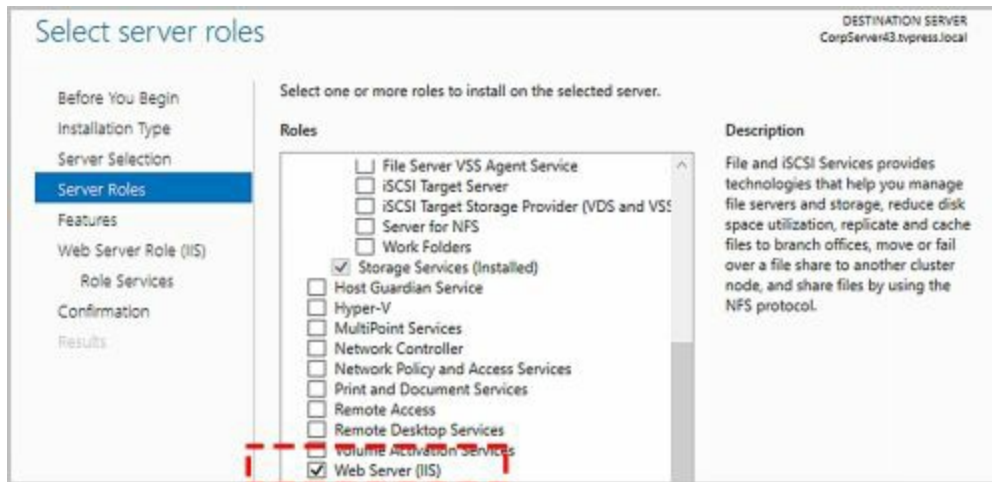 Select server roles
DESTINATION SERVER
CorpServer43.tvpress.local
Before You Begin
Installation Type
Server Selection
Server Roles
Features
Web Server Role (IIS)
Role Services
Confirmation
Results
Select one or more roles to install on the selected server.
Roles
File Server VSS Agent Service
iSCSI Target Server
iSCSI Target Storage Provider (VDS and VSS
Server for NFS
Work Folders
Storage Services (Installed)
Host Guardian Service
Hyper-V
MultiPoint Services
Network Controller
Network Policy and Access Services
Print and Document Services
Remote Access
Remote Desktop Services
Volume Activation Services
Web Server (IIS)
Description
File and iSCSI Services provides
technologies that help you manage
file servers and storage, reduce disk
space utilization, replicate and cache
files to branch offices, move or fail
over a file share to another cluster
node, and share files by using the
NFS protocol.